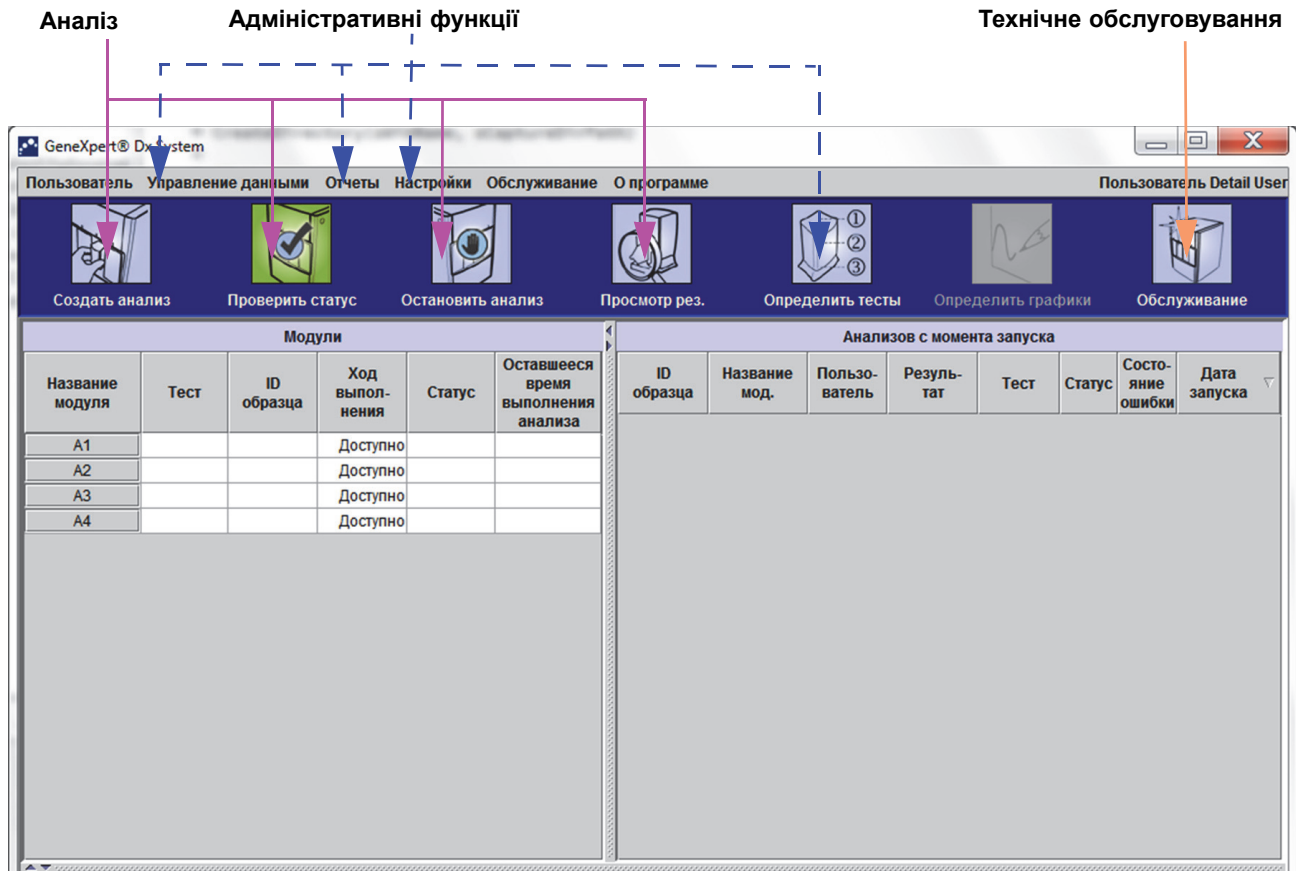 Аналіз Адміністративні функції Технічне обслуговування
GeneXpert® Dx System
Пользователь Управление данными Отчеты Настройки Обслуживание О программе Пользователь Detail User
①
②
③
Создать анализ Проверить статус Остановить анализ Просмотр рез. Определить тесты Определить графики Обслуживание
Модули Анализов с момента запуска
Название модуля Тест ID образца Ход выпол-нения Статус Оставшееся время выполнения анализа ID образца Название мод. Пользо-ватель Резуль-тат Тест Статус Состо-яние ошибки Дата запуска
A1 Доступно
A2 Доступно
A3 Доступно
A4 Доступно